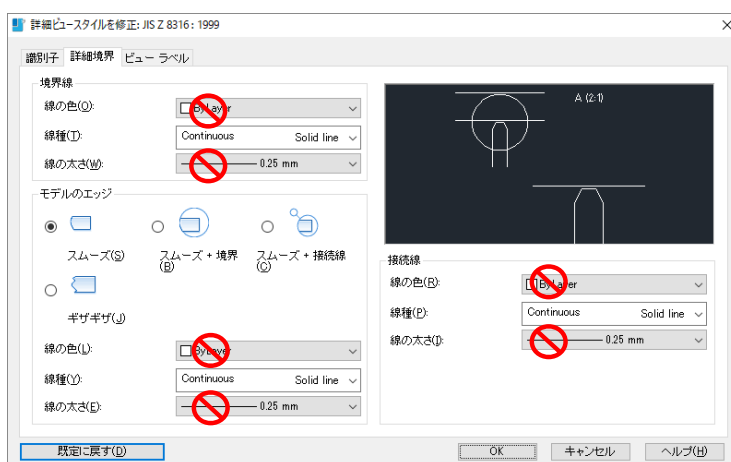 詳細ビュースタイルを修正: JIS Z 8316 : 1999
識別子 詳細境界 ビュー ラベル
境界線
線の色(O): ByLayer
線種(T): Continuous Solid line
線の太さ(W): 0.25 mm
モデルのエッジ
スムーズ(S)
スムーズ + 境界
(B)
スムーズ + 接続線
(C)
ギザギザ(J)
線の色(L): ByLayer
線種(Y): Continuous Solid line
線の太さ(E): 0.25 mm
A (2:1)
接続線
線の色(R): ByLayer
線種(P): Continuous Solid line
線の太さ(I): 0.25 mm
既定に戻す(D)
OK キャンセル ヘルプ(H)